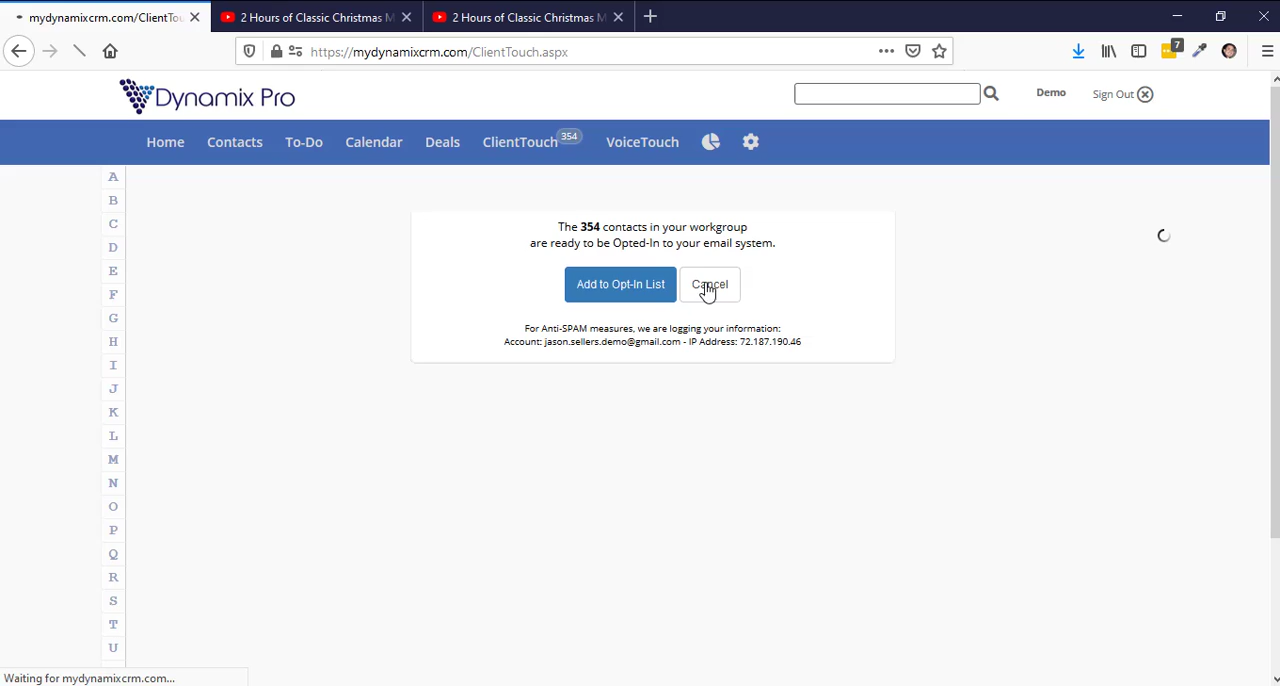 mydynamixcrm.com/ClientTou
2 Hours of Classic Christmas M
2 Hours of Classic Christmas M
https://mydynamixcrm.com/ClientTouch.aspx
7
Dynamix Pro
Demo
Sign Out
Home
Contacts
To-Do
Calendar
Deals
ClientTouch 354
VoiceTouch
The 354 contacts in your workgroup
are ready to be Opted-In to your email system.
Add to Opt-In List
Cancel
For Anti-SPAM measures, we are logging your information:
Account: jason.sellers.demo@gmail.com - IP Address: 72.187.190.46
A
B
C
D
E
F
G
H
I
J
K
L
M
N
O
P
Q
R
S
T
U
Waiting for mydynamixcrm.com...